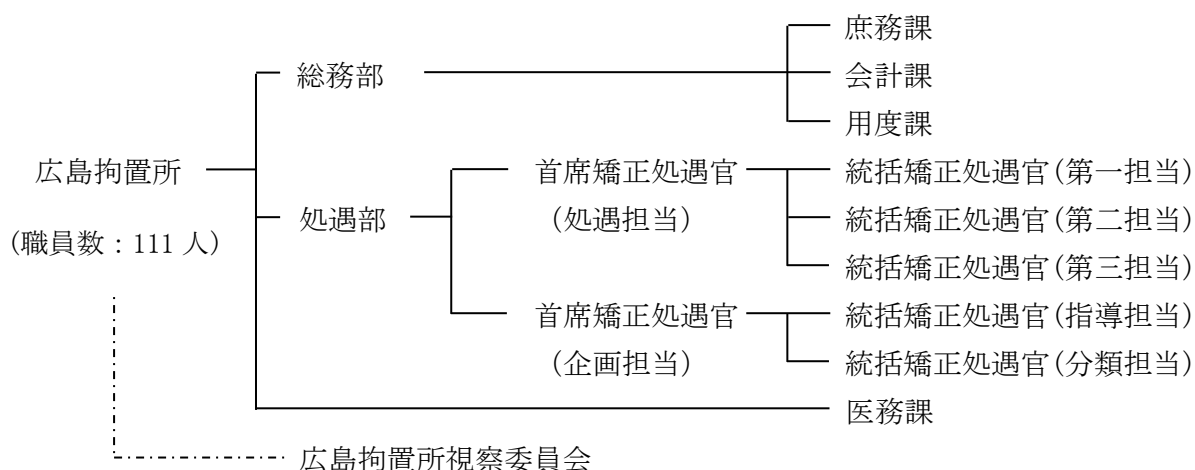 庶務課
総務部
会計課
用度課
広島拘置所
首席矯正処遇官
統括矯正処遇官(第一担当)
処遇部
(処遇担当)
統括矯正処遇官(第二担当)
(職員数:111 人)
統括矯正処遇官(第三担当)
首席矯正処遇官
統括矯正処遇官(指導担当)
(企画担当)
統括矯正処遇官(分類担当)
医務課
広島拘置所視察委員会